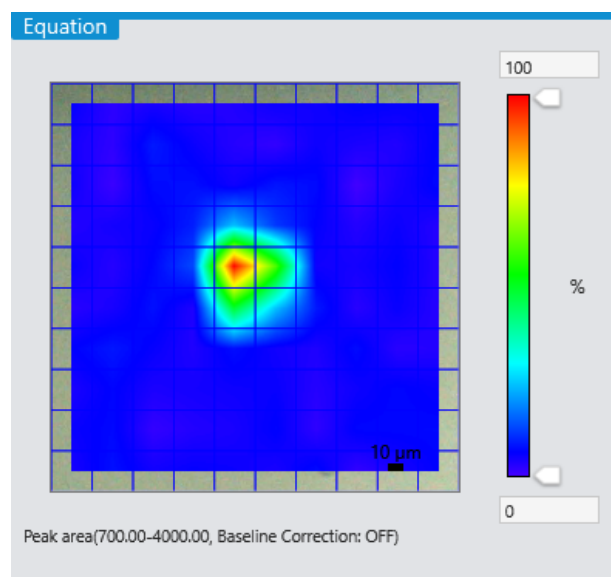 Equation
100
%
10 μm
0
Peak area(700.00-4000.00, Baseline Correction: OFF)